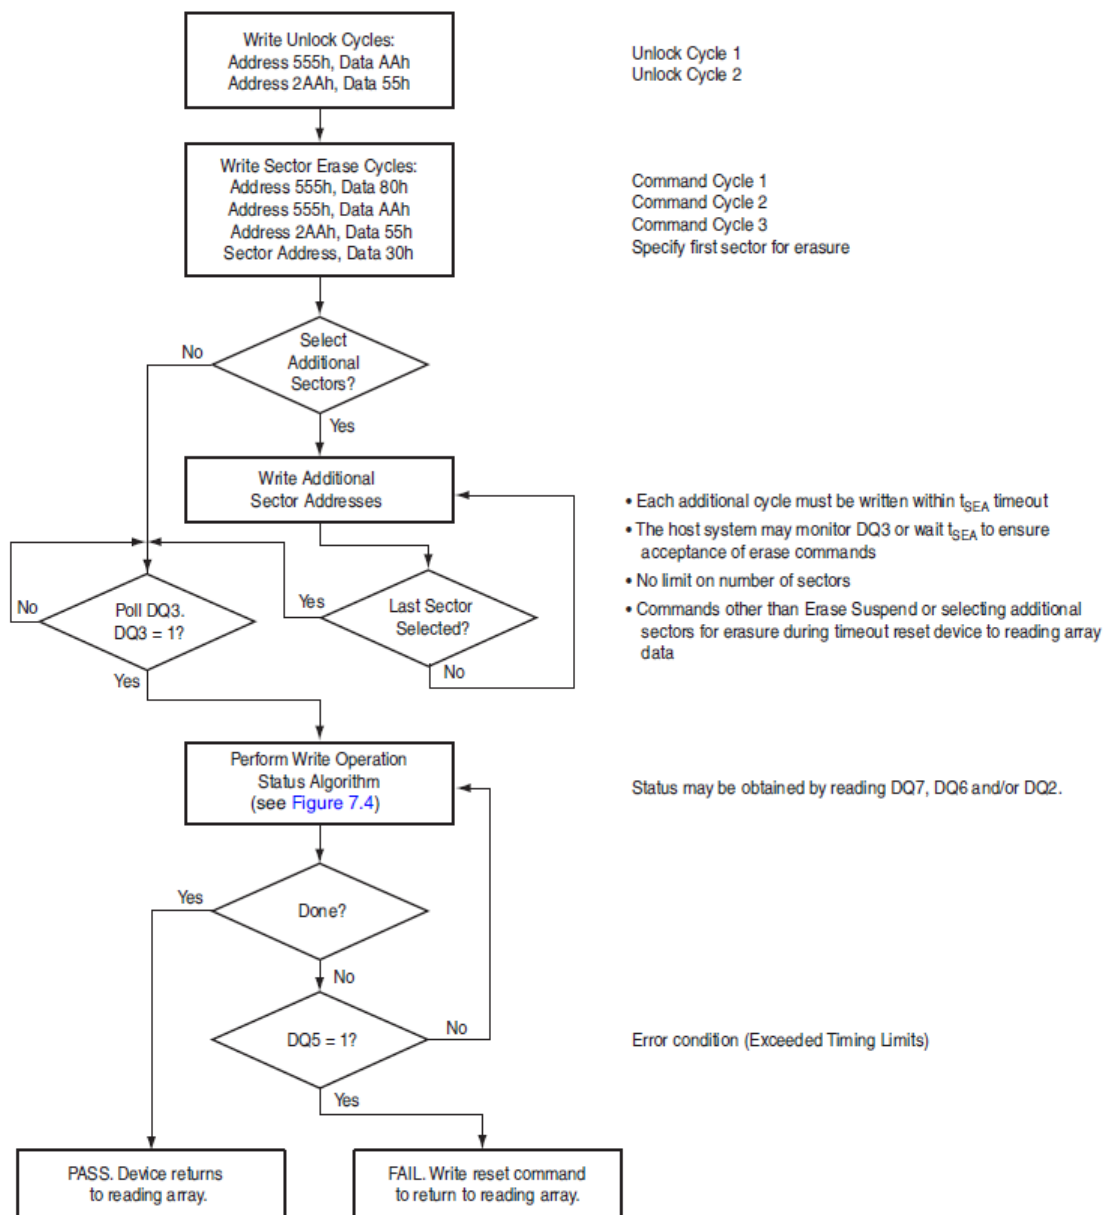 Write Unlock Cycles:
Address 555h, Data AAh
Address 2AAh, Data 55h
Unlock Cycle 1
Unlock Cycle 2
Write Sector Erase Cycles:
Address 555h, Data 80h
Address 555h, Data AAh
Address 2AAh, Data 55h
Sector Address, Data 30h
Command Cycle 1
Command Cycle 2
Command Cycle 3
Specify first sector for erasure
Select
Additional
Sectors?
No
Yes
Write Additional
Sector Addresses
• Each additional cycle must be written within tSEA timeout
• The host system may monitor DQ3 or wait tSEA to ensure
acceptance of erase commands
• No limit on number of sectors
• Commands other than Erase Suspend or selecting additional
sectors for erasure during timeout reset device to reading array
data
No
Poll DQ3.
DQ3 = 1?
Yes
Last Sector
Selected?
No
Yes
Perform Write Operation
Status Algorithm
(see Figure 7.4)
Status may be obtained by reading DQ7, DQ6 and/or DQ2.
Yes
Done?
No
DQ5 = 1?
No
Error condition (Exceeded Timing Limits)
Yes
PASS. Device returns
to reading array.
FAIL. Write reset command
to return to reading array.